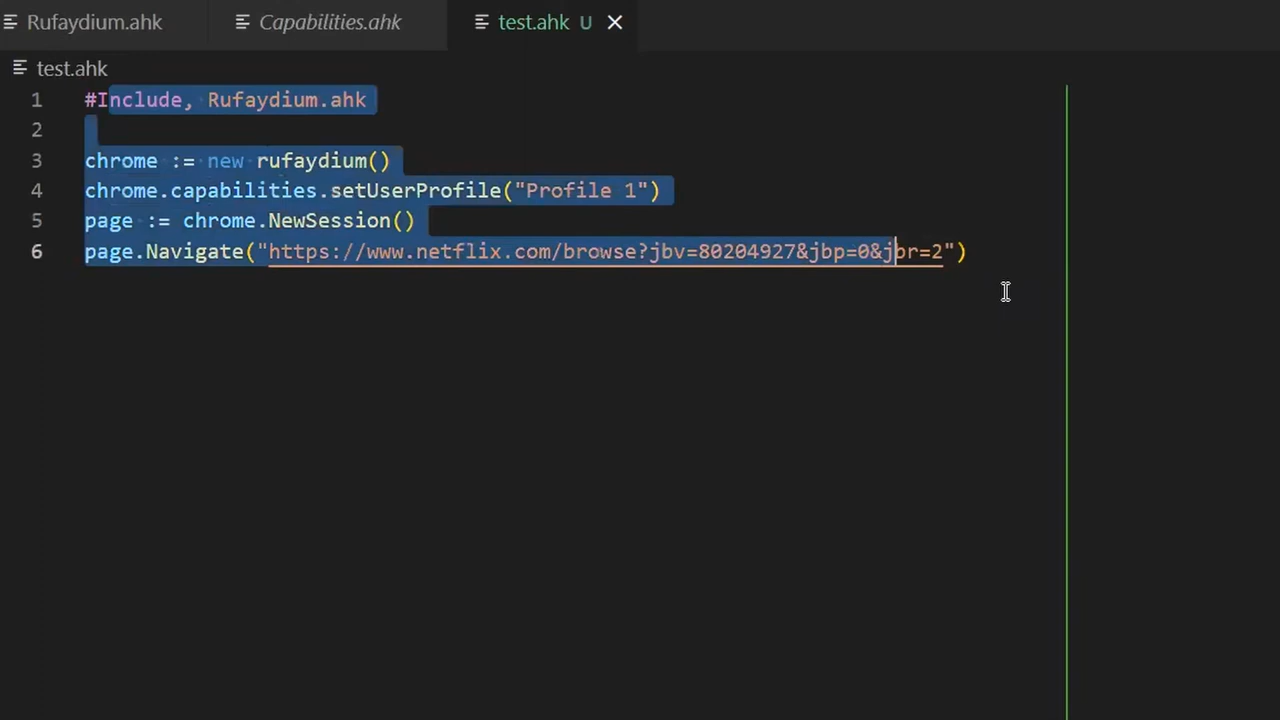 Rufaydium.ahk Capabilities.ahk test.ahk U
test.ahk
1 #Include, Rufaydium.ahk
2
3 chrome := new rufaydium()
4 chrome.capabilities.setUserProfile("Profile 1")
5 page := chrome.NewSession()
6 page.Navigate("https://www.netflix.com/browse?jbv=80204927&jbp=0&jbr=2")